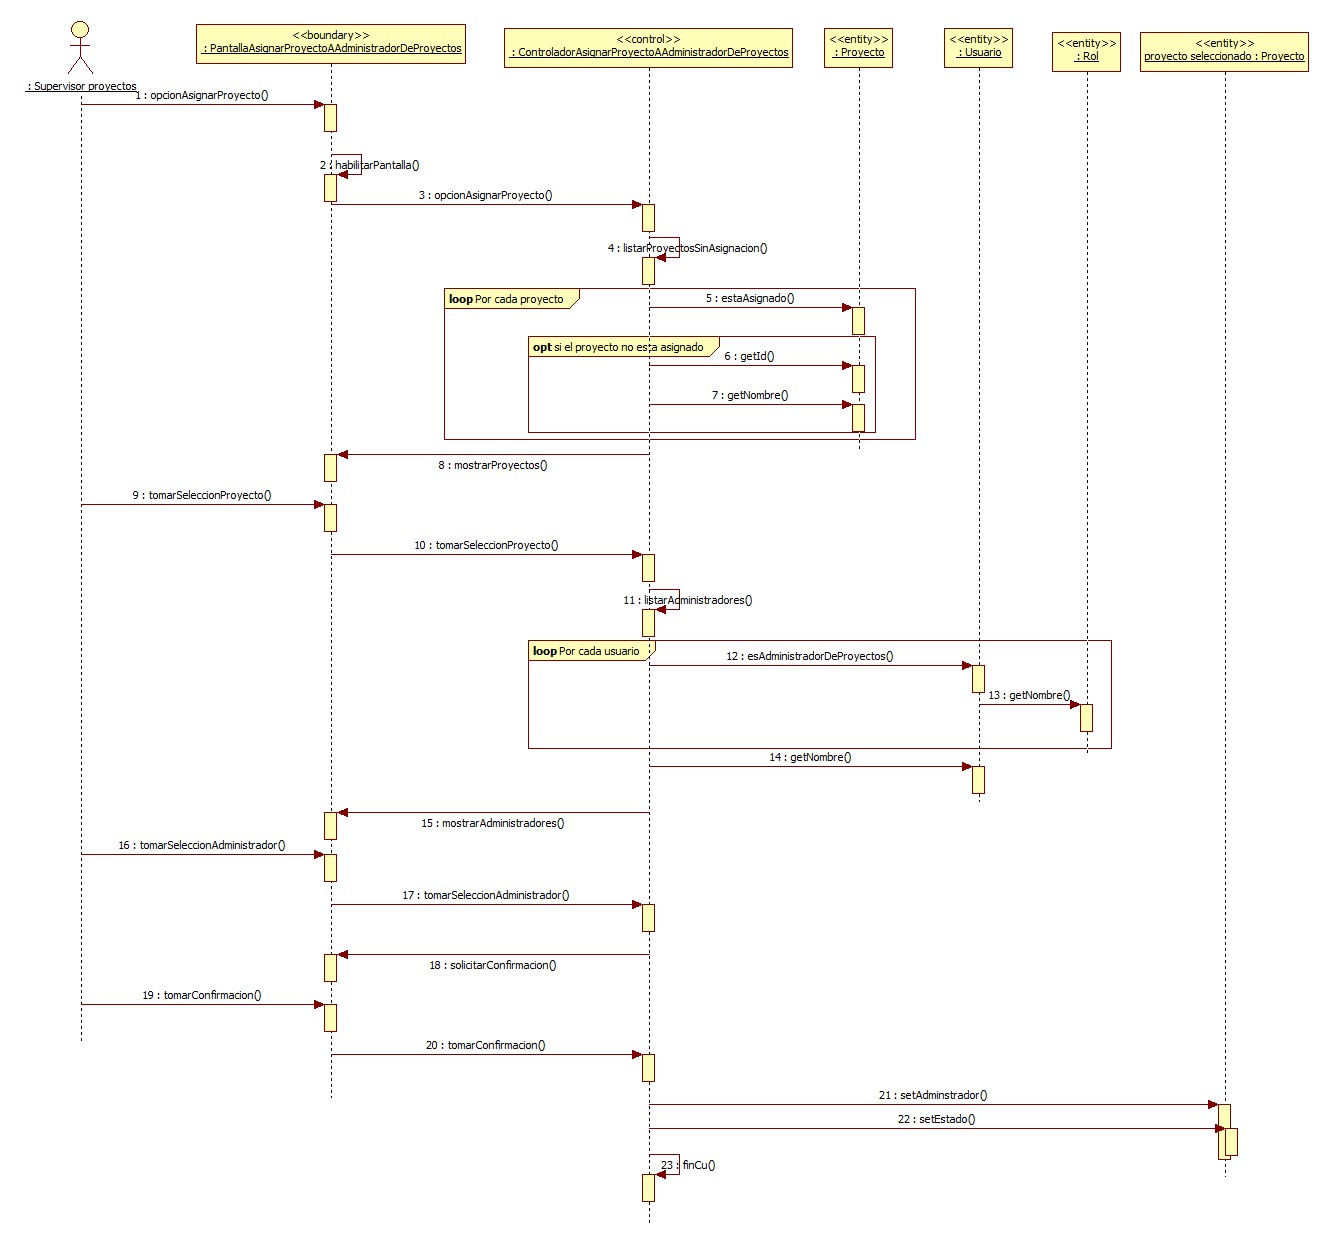 <<boundary>>
: PantallaAsignarProyectoAAdministradorDeProyectos
<<control>>
: ControladorAsignarProyectoAAdministradorDeProyectos
<<entity>>
: Proyecto
<<entity>>
: Usuario
<<entity>>
: Rol
<<entity>>
proyecto seleccionado : Proyecto
: Supervisor proyectos
1 : opcionAsignarProyecto()
2 : habilitarPantalla()
3 : opcionAsignarProyecto()
4 : listarProyectosSinAsignacion()
loop Por cada proyecto
5 : estaAsignado()
opt si el proyecto no esta asignado
6 : getId()
7 : getNombre()
8 : mostrarProyectos()
9 : tomarSeleccionProyecto()
10 : tomarSeleccionProyecto()
11 : listarAdministradores()
loop Por cada usuario
12 : esAdministradorDeProyectos()
13 : getNombre()
14 : getNombre()
15 : mostrarAdministradores()
16 : tomarSeleccionAdministrador()
17 : tomarSeleccionAdministrador()
18 : solicitarConfirmacion()
19 : tomarConfirmacion()
20 : tomarConfirmacion()
21 : setAdminstrador()
22 : setEstado()
23 : finCu()